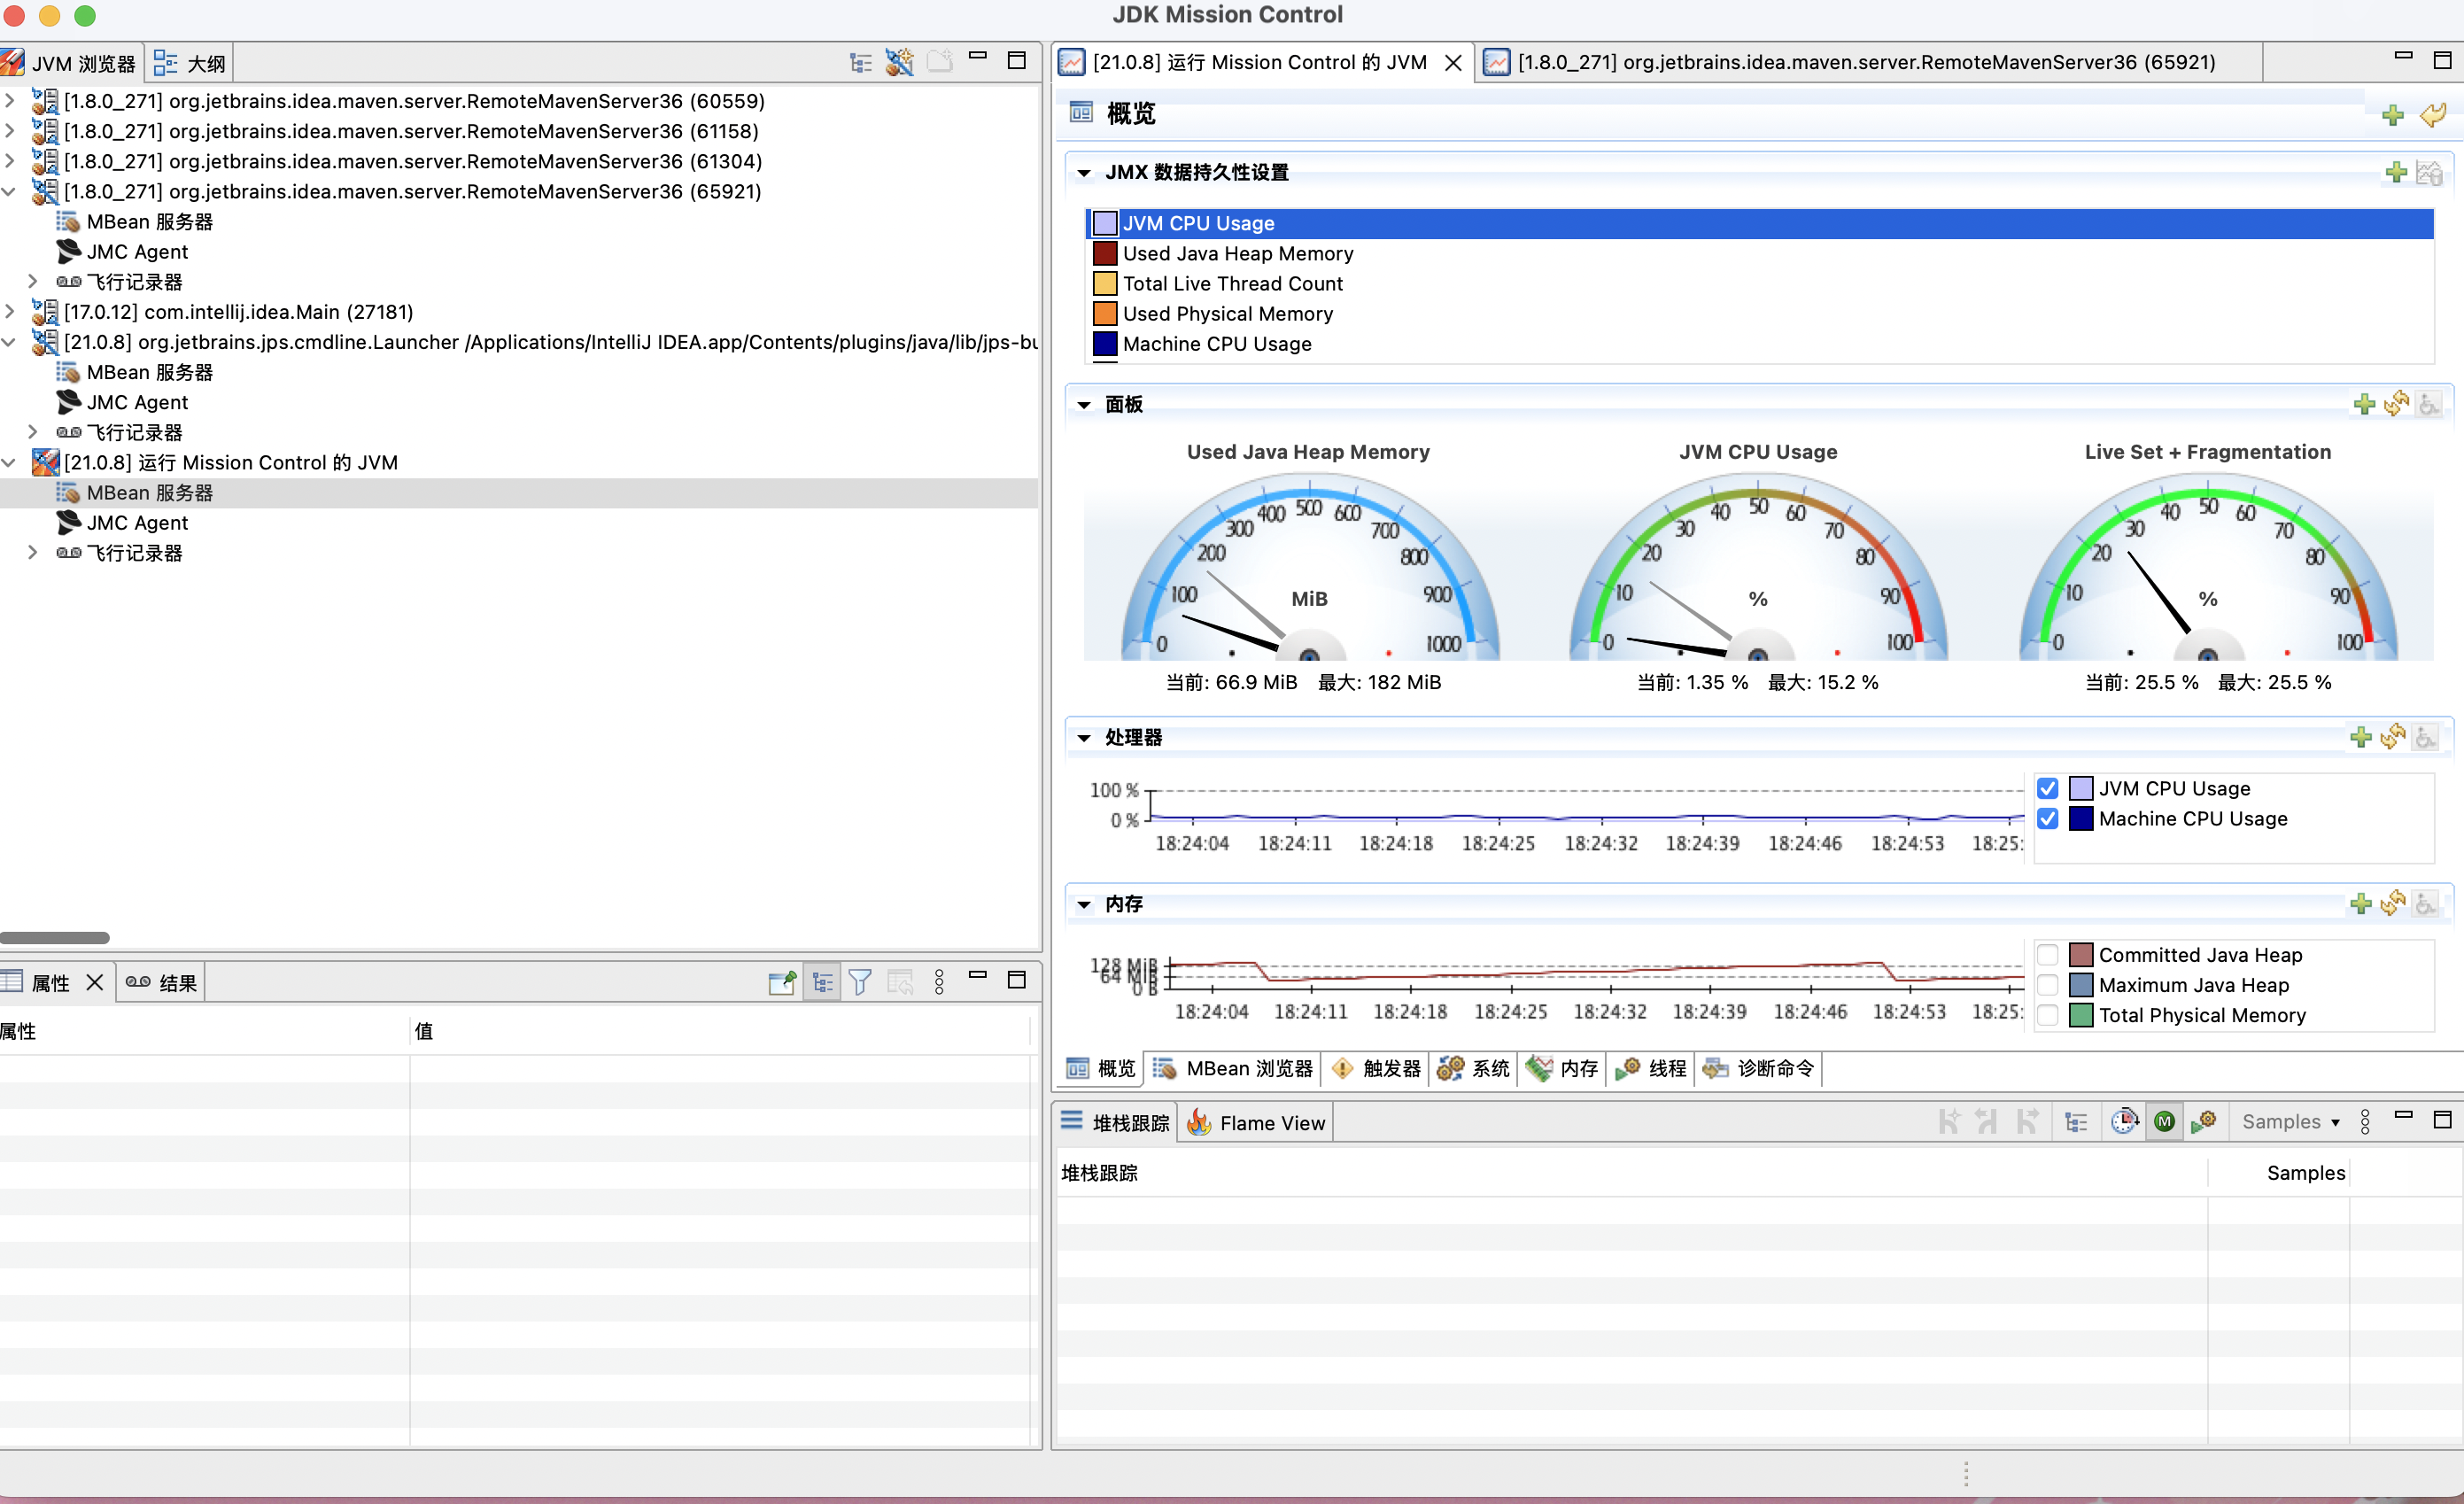 JDK Mission Control
JVM 浏览器
大纲
[1.8.0_271] org.jetbrains.idea.maven.server.RemoteMavenServer36 (60559)
[1.8.0_271] org.jetbrains.idea.maven.server.RemoteMavenServer36 (61158)
[1.8.0_271] org.jetbrains.idea.maven.server.RemoteMavenServer36 (61304)
[1.8.0_271] org.jetbrains.idea.maven.server.RemoteMavenServer36 (65921)
MBean 服务器
JMC Agent
飞行记录器
[17.0.12] com.intellij.idea.Main (27181)
[21.0.8] org.jetbrains.jps.cmdline.Launcher /Applications/IntelliJ IDEA.app/Contents/plugins/java/lib/jps-bu
MBean 服务器
JMC Agent
飞行记录器
[21.0.8] 运行 Mission Control 的 JVM
MBean 服务器
JMC Agent
飞行记录器
属性
结果
属性 值
[21.0.8] 运行 Mission Control 的 JVM
[1.8.0_271] org.jetbrains.idea.maven.server.RemoteMavenServer36 (65921)
概览
JMX 数据持久性设置
JVM CPU Usage
Used Java Heap Memory
Total Live Thread Count
Used Physical Memory
Machine CPU Usage
面板
Used Java Heap Memory
0 100 200 300 400 500 600 700 800 900 1000
MiB
当前: 66.9 MiB 最大: 182 MiB
JVM CPU Usage
0 10 20 30 40 50 60 70 80 90 100
%
当前: 1.35 % 最大: 15.2 %
Live Set + Fragmentation
0 10 20 30 40 50 60 70 80 90 100
%
当前: 25.5 % 最大: 25.5 %
处理器
100 %
0 %
18:24:04 18:24:11 18:24:18 18:24:25 18:24:32 18:24:39 18:24:46 18:24:53 18:25:
JVM CPU Usage
Machine CPU Usage
内存
128 MiB
64 MiB
0 B
18:24:04 18:24:11 18:24:18 18:24:25 18:24:32 18:24:39 18:24:46 18:24:53 18:25:
Committed Java Heap
Maximum Java Heap
Total Physical Memory
概览 MBean 浏览器 触发器 系统 内存 线程 诊断命令
堆栈跟踪 Flame View
Samples
堆栈跟踪 Samples